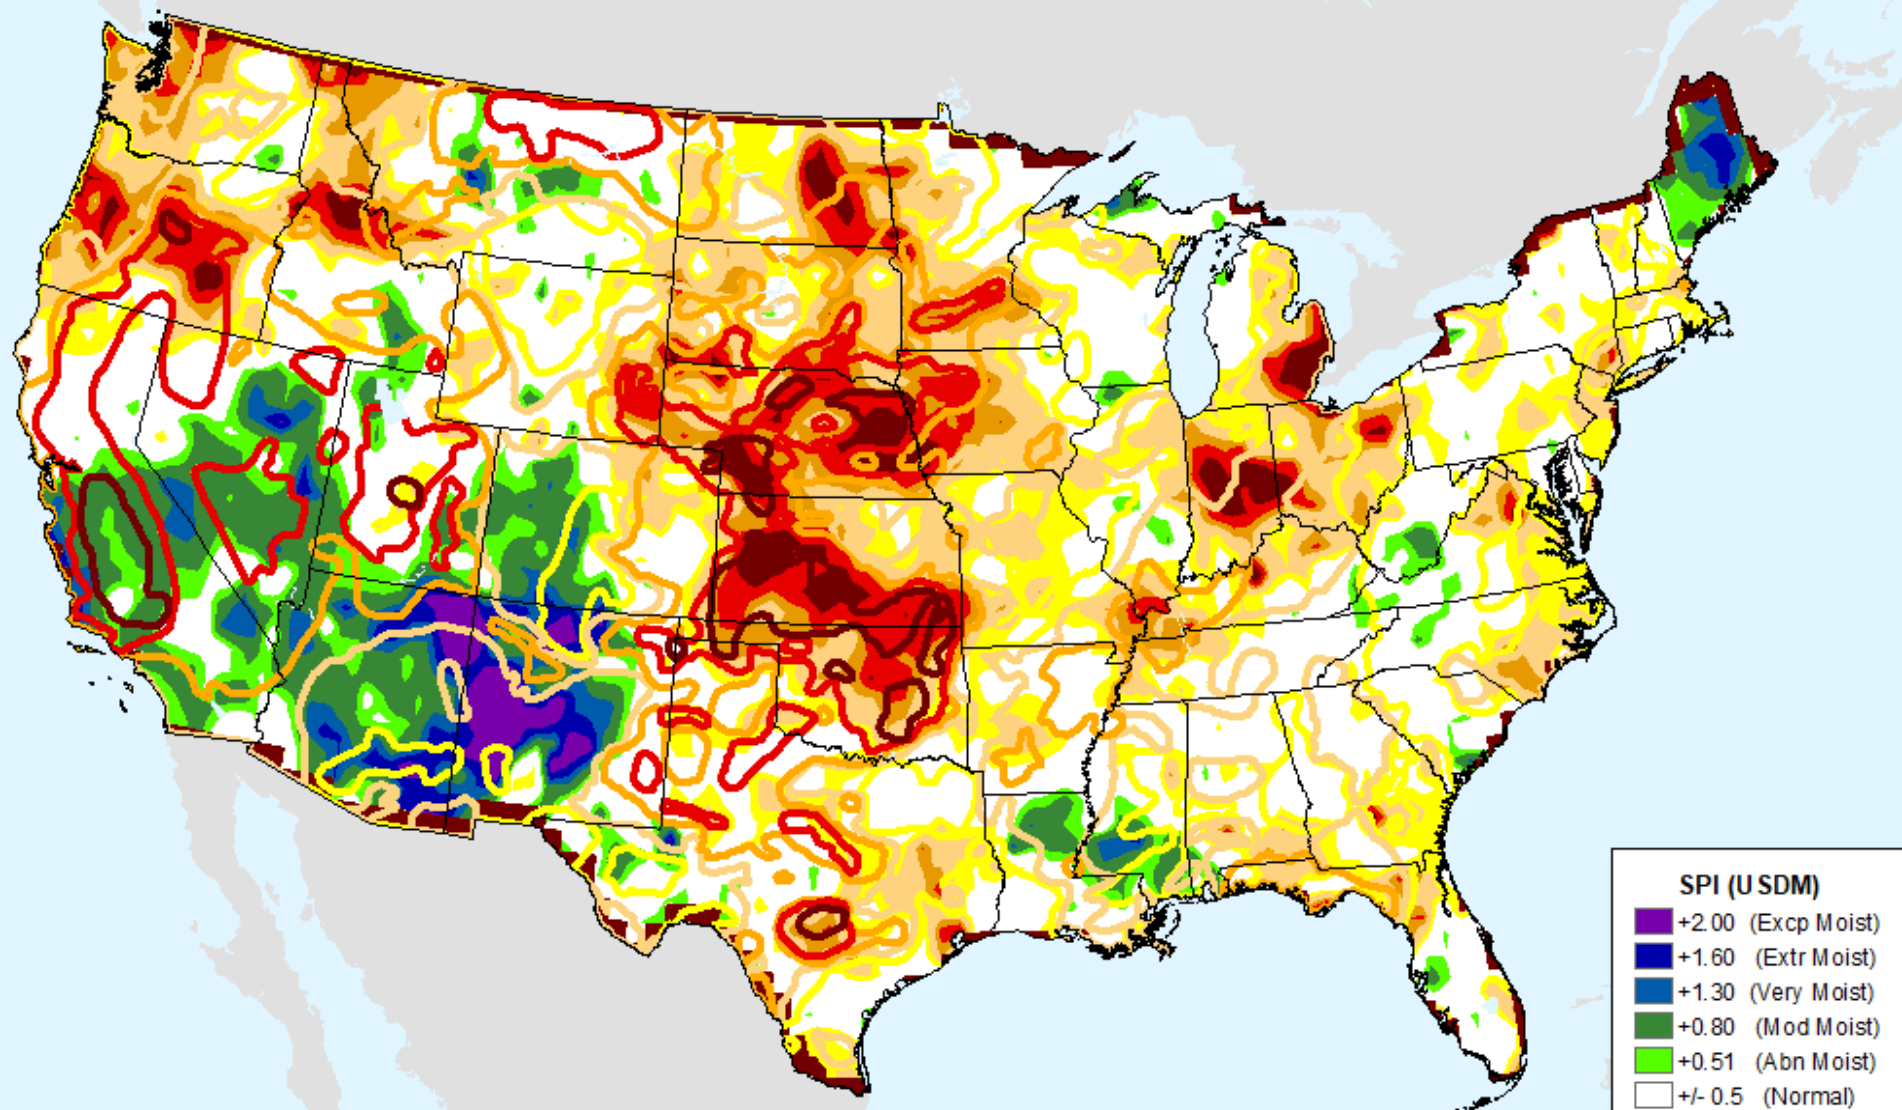 SPI (USDM)
+2.00 (Excp Moist)
+1.60 (Extr Moist)
+1.30 (Very Moist)
+0.80 (Mod Moist)
+0.51 (Abn Moist)
+/- 0.5 (Normal)